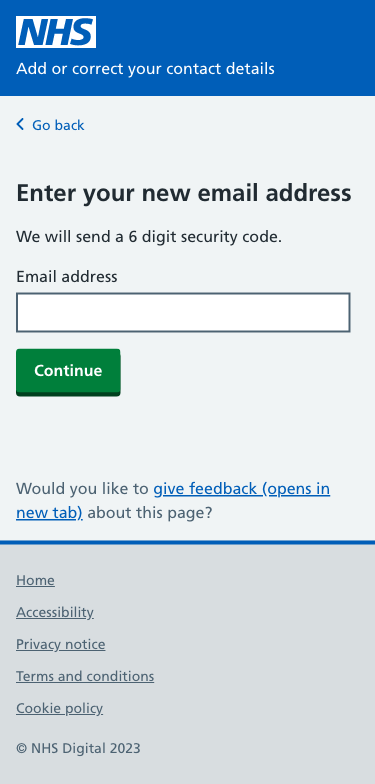 NHS
Add or correct your contact details
Go back
Enter your new email address
We will send a 6 digit security code.
Email address
Continue
Would you like to give feedback (opens in
new tab) about this page?
Home
Accessibility
Privacy notice
Terms and conditions
Cookie policy
© NHS Digital 2023